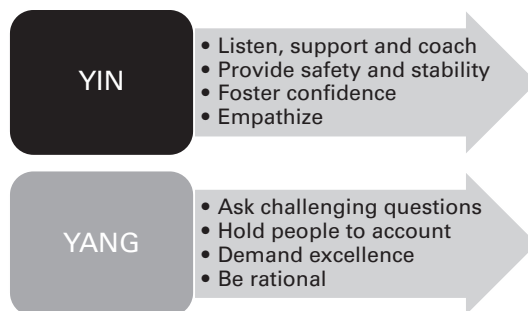 YIN
• Listen, support and coach
• Provide safety and stability
• Foster confidence
• Empathize
YANG
• Ask challenging questions
• Hold people to account
• Demand excellence
• Be rational